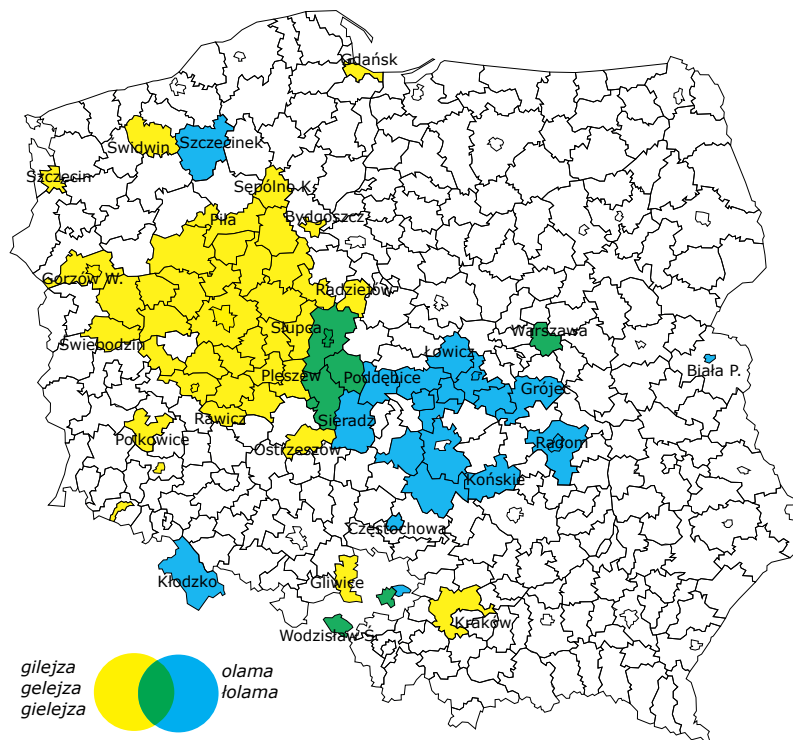 Gdańsk
Świdwin
Szczecinek
Szczecin
Sępólno K.
Piła
Bydgoszcz
Gorzów W.
Radziejów
Słupca
Warszawa
Świebodzin
Łowicz
Biała P.
Pleszew
Poddębice
Grójec
Rawicz
Sieradz
Polkowice
Ostrzeszów
Radom
Końskie
Częstochowa
Kłodzko
Gliwice
Kraków
Wodzisław S.
gilejza
gelejza
gielejza
olama
łolama